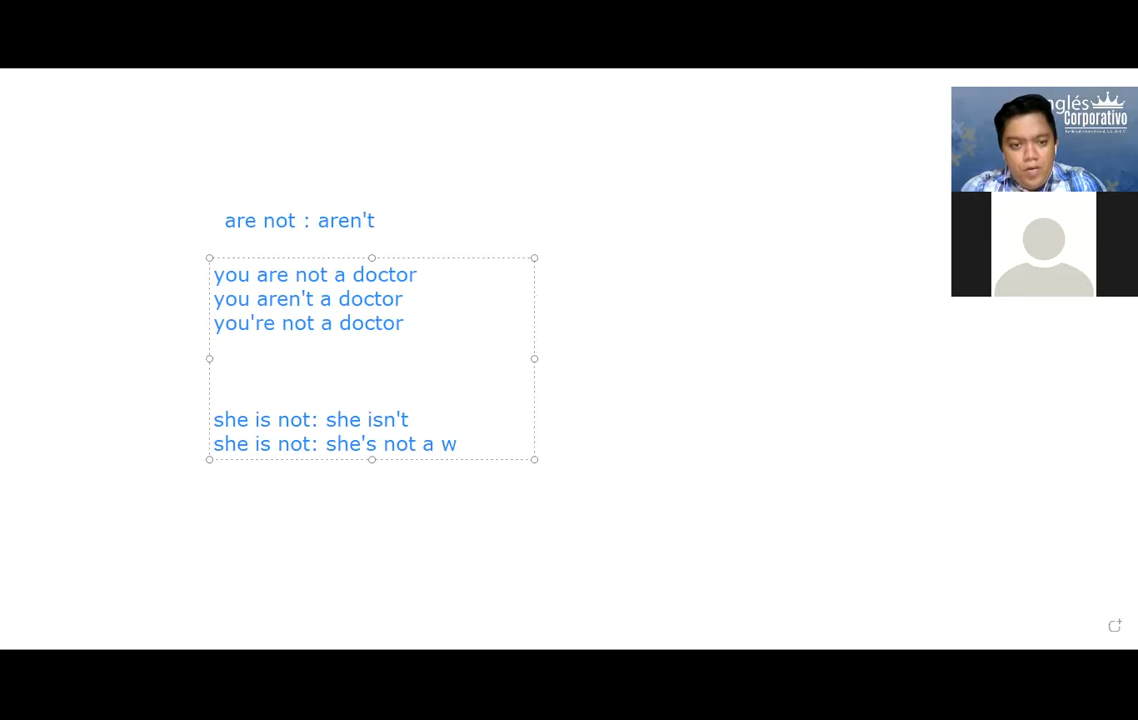 nglés
Corporativo
are not : aren't
you are not a doctor
you aren't a doctor
you're not a doctor
she is not: she isn't
she is not: she's not a w